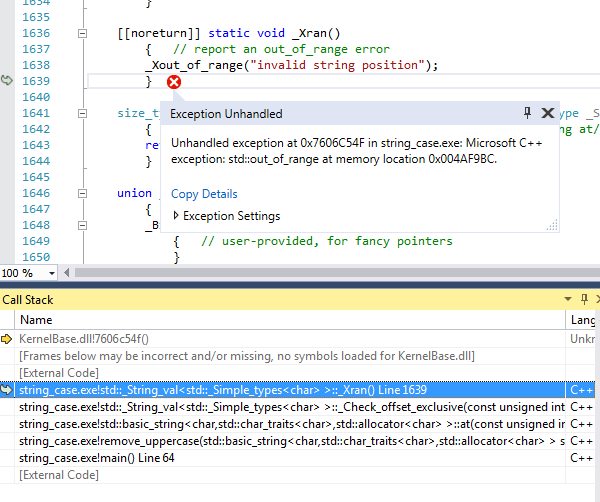 1634 }
1635
1636 [[noreturn]] static void _Xran()
1637 { // report an out_of_range error
1638 _Xout_of_range("invalid string position");
1639 }
1640
1641 size_ty ype _S
1642 { ng at/
1643 ret
1644 }
1645
1646 union
1647 {
1648 _B
1649 { // user-provided, for fancy pointers
1650 }
Exception Unhandled
Unhandled exception at 0x7606C54F in string_case.exe: Microsoft C++
exception: std::out_of_range at memory location 0x004AF9BC.
Copy Details
Exception Settings
100 %
Call Stack
Name Lang
KernelBase.dll!7606c54f() Unkn
[Frames below may be incorrect and/or missing, no symbols loaded for KernelBase.dll]
[External Code]
string_case.exe!std::_String_val<std::_Simple_types<char> >::_Xran() Line 1639 C++
string_case.exe!std::_String_val<std::_Simple_types<char> >::_Check_offset_exclusive(const unsigned int C++
string_case.exe!std::basic_string<char,std::char_traits<char>,std::allocator<char> >::at(const unsigned in C++
string_case.exe!remove_uppercase(std::basic_string<char,std::char_traits<char>,std::allocator<char> > s C++
string_case.exe!main() Line 64 C++
[External Code]